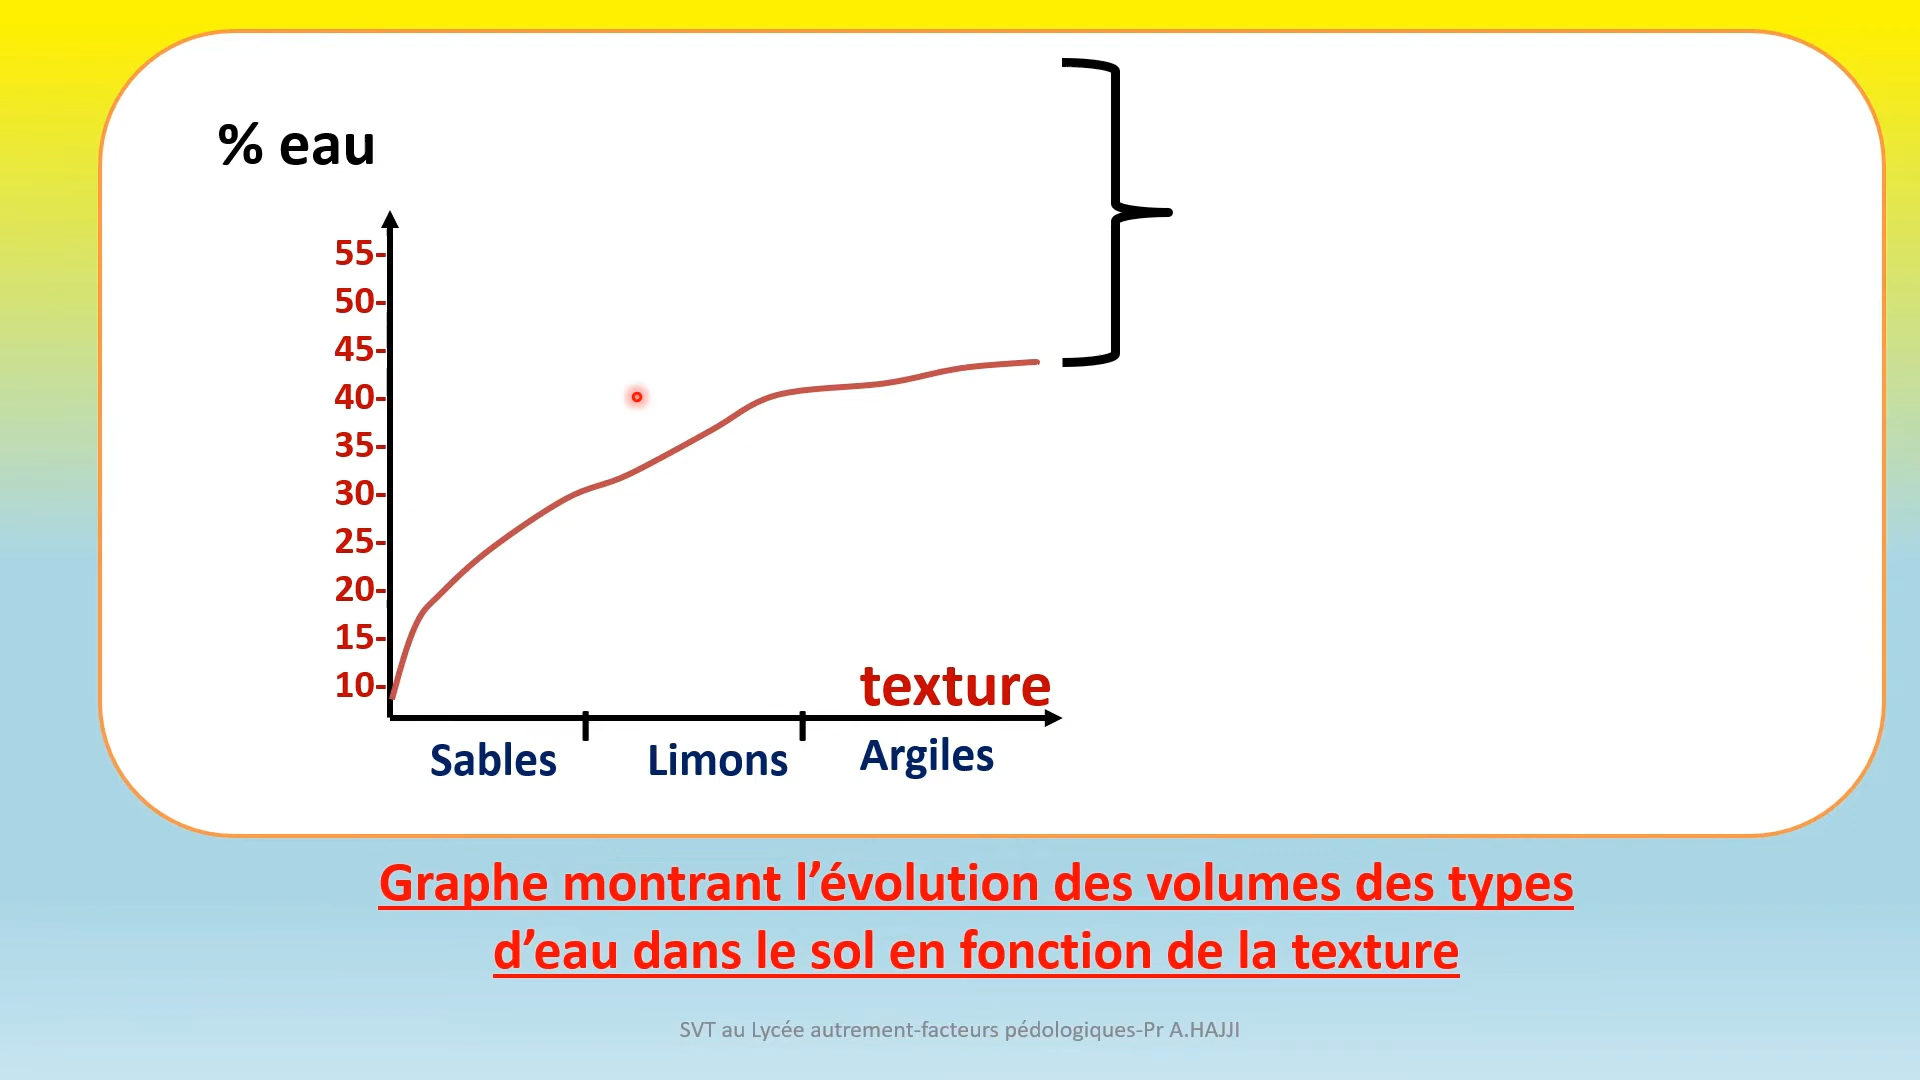 % eau
55-
50-
45-
40-
35-
30-
25-
20-
15-
10-
texture
Sables Limons Argiles
Graphe montrant l’évolution des volumes des types
d’eau dans le sol en fonction de la texture
SVT au Lycée autrement-facteurs pédologiques-Pr A.HAJJI